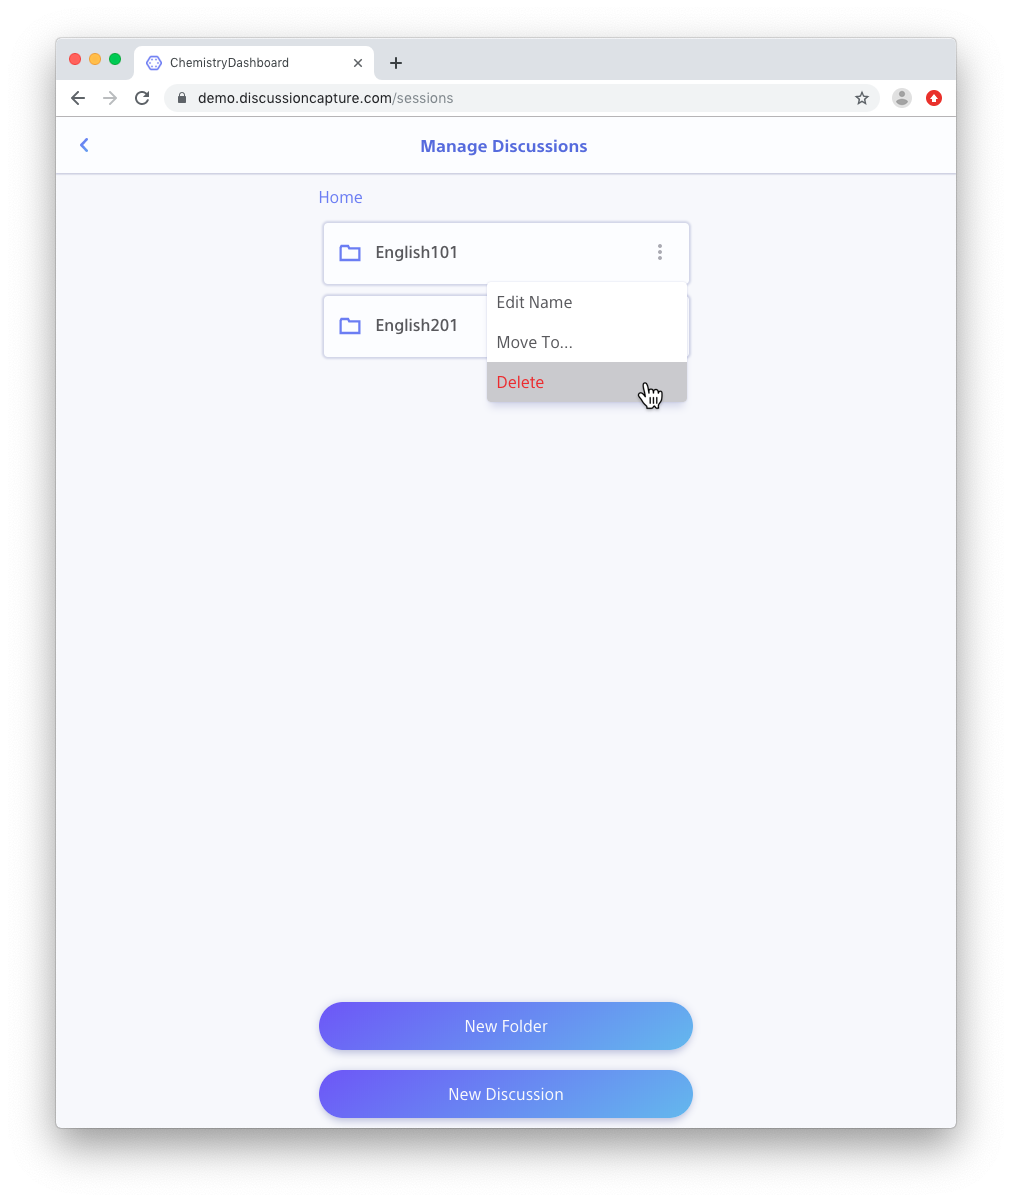 ChemistryDashboard
demo.discussioncapture.com/sessions
Manage Discussions
Home
English101
Edit Name
English201
Move To...
Delete
New Folder
New Discussion